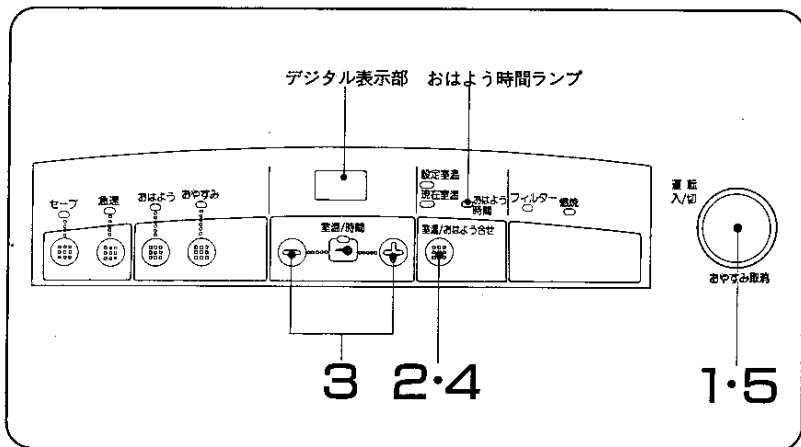 デジタル表示部 おはよう時間ランプ
セーブ 急速 おはよう おやすみ
設定室温
現在室温
おはよう
時間
フィルター 燃焼
室温/時間
室温/おはよう合せ
運転
入/切
おやすみ取消
3 2・4 1・5